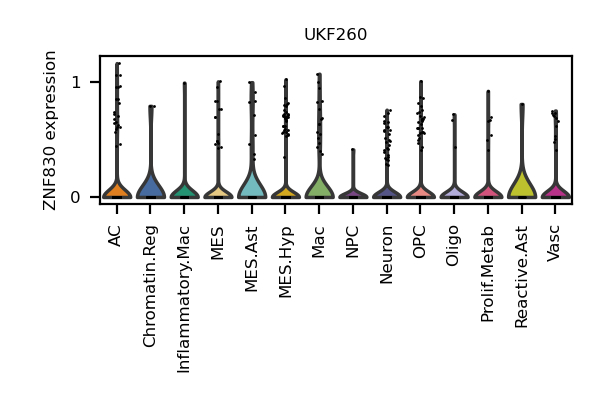 UKF260
ZNF830 expression
1
0
AC
Chromatin.Reg
Inflammatory.Mac
MES
MES.Ast
MES.Hyp
Mac
NPC
Neuron
OPC
Oligo
Prolif.Metab
Reactive.Ast
Vasc